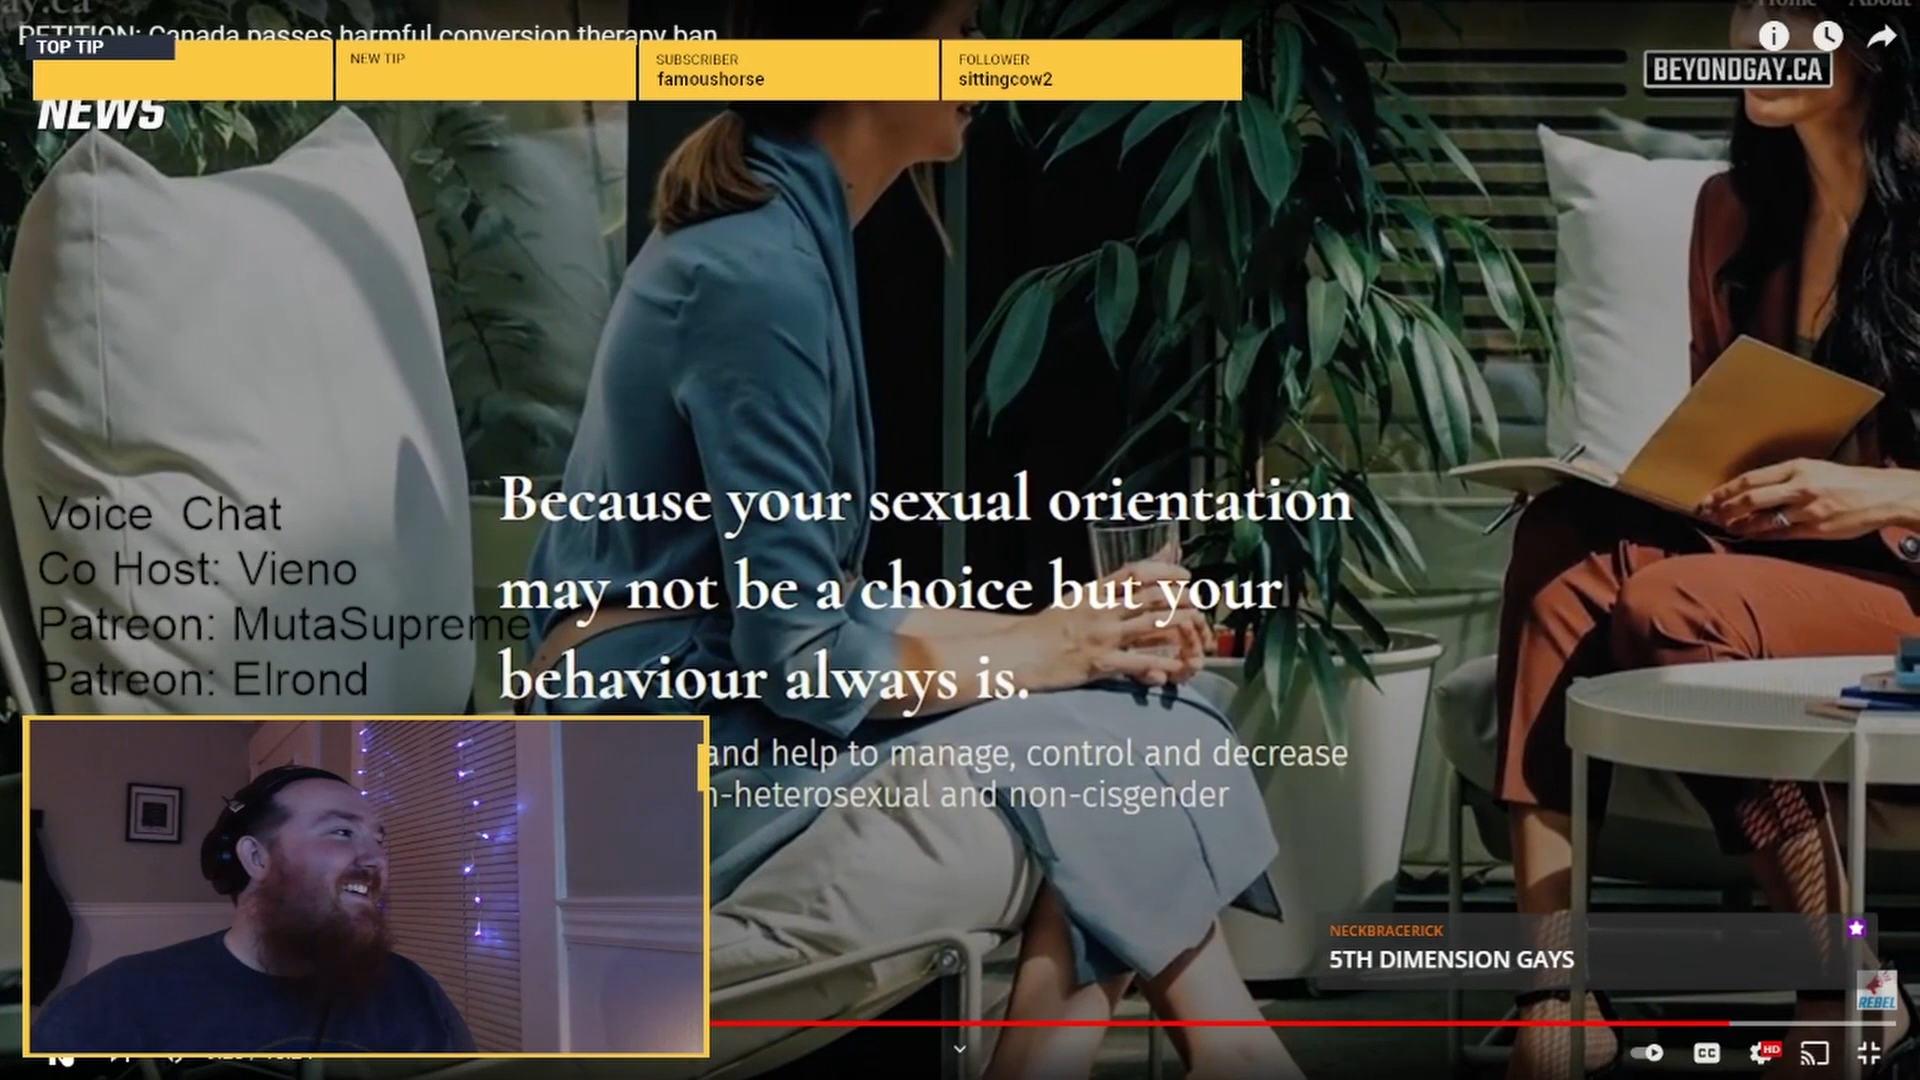 PETITION: Canada passes harmful conversion therapy ban
TOP TIP
NEW TIP
SUBSCRIBER
famoushorse
FOLLOWER
sittingcow2
BEYONDGAY.CA
NEWS
Voice Chat
Co Host: Vieno
Patreon: MutaSupreme
Patreon: Elrond
Because your sexual orientation
may not be a choice but your
behaviour always is.
and help to manage, control and decrease
-heterosexual and non-cisgender
NECKBRACERICK
5TH DIMENSION GAYS
REBEL
CC
HD